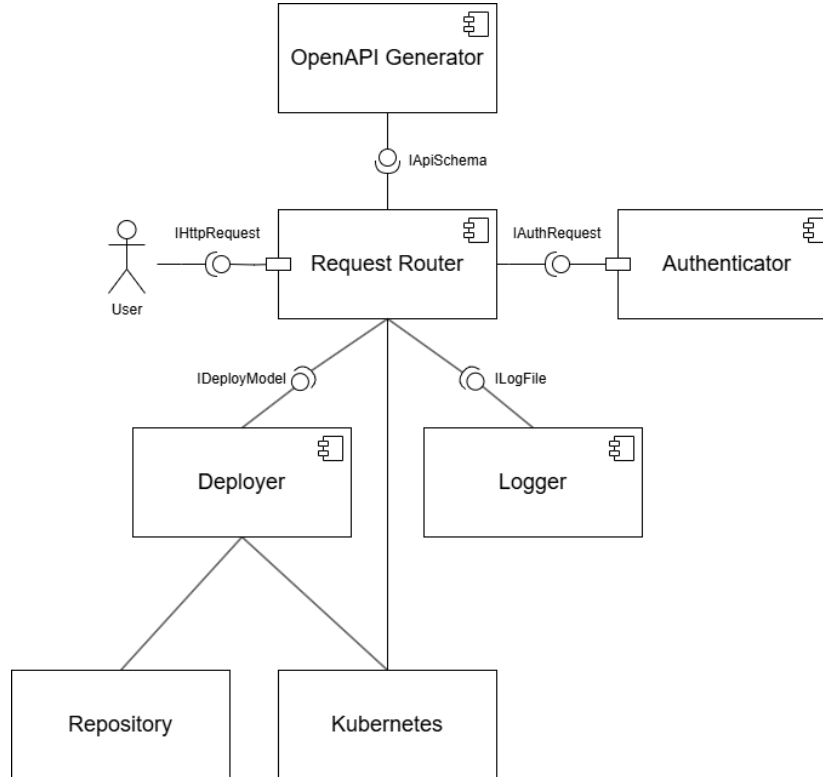 OpenAPI Generator
IApiSchema
IHttpRequest
Request Router
IAuthRequest
Authenticator
User
IDeployModel
ILogFile
Deployer
Logger
Repository
Kubernetes